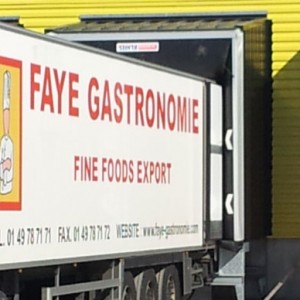 FAYE GASTRONOMIE
FINE FOODS EXPORT
L. 01 49 78 71 71 FAX. 01 49 78 71 72 WEBSITE : www.faye-gastronomie.com